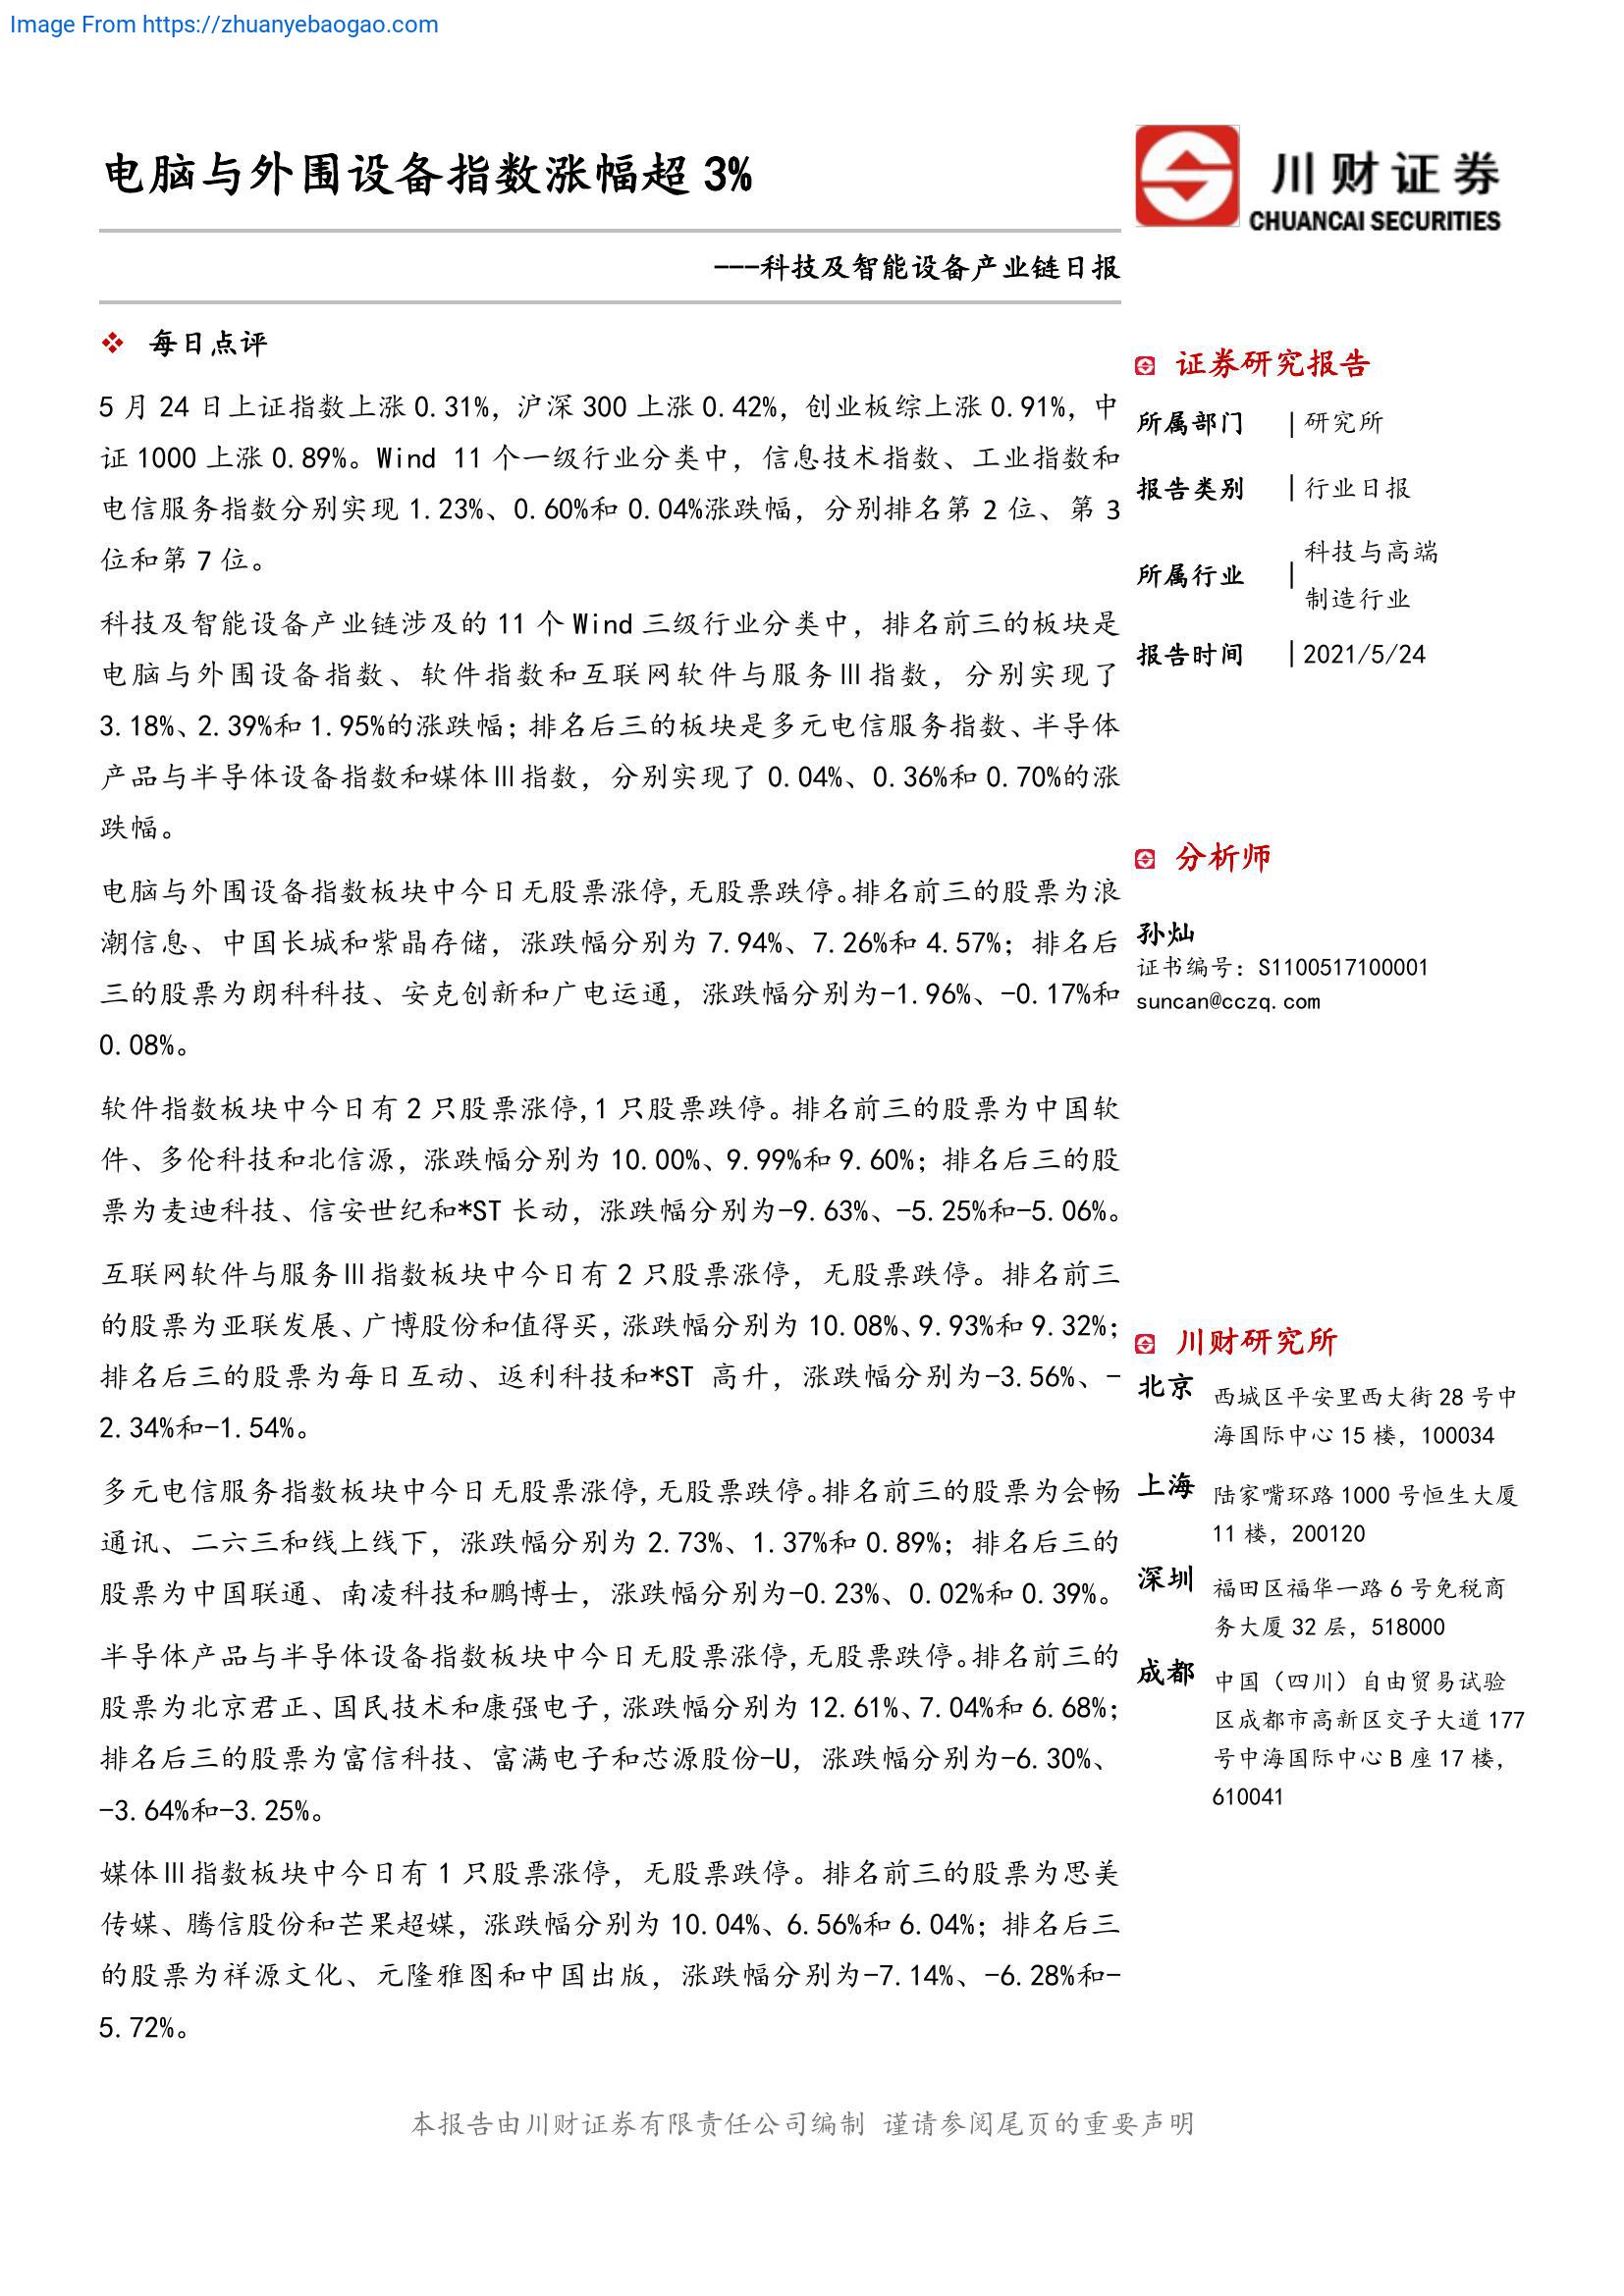 Image From https://zhuanyebaogao.com
电脑与外围设备指数涨幅超 3%
---科技及智能设备产业链日报
川财证券
CHUANCAI SECURITIES
每日点评
5 月 24 日上证指数上涨 0.31%，沪深 300 上涨 0.42%，创业板综上涨 0.91%，中
证 1000 上涨 0.89%。Wind 11 个一级行业分类中，信息技术指数、工业指数和
电信服务指数分别实现 1.23%、0.60%和 0.04%涨跌幅，分别排名第 2 位、第 3
位和第 7 位。
科技及智能设备产业链涉及的 11 个 Wind 三级行业分类中，排名前三的板块是
电脑与外围设备指数、软件指数和互联网软件与服务Ⅲ指数，分别实现了
3.18%、2.39%和 1.95%的涨跌幅；排名后三的板块是多元电信服务指数、半导体
产品与半导体设备指数和媒体Ⅲ指数，分别实现了 0.04%、0.36%和 0.70%的涨
跌幅。
电脑与外围设备指数板块中今日无股票涨停,无股票跌停。排名前三的股票为浪
潮信息、中国长城和紫晶存储，涨跌幅分别为 7.94%、7.26%和 4.57%；排名后
三的股票为朗科科技、安克创新和广电运通，涨跌幅分别为-1.96%、-0.17%和
0.08%。
软件指数板块中今日有 2 只股票涨停,1 只股票跌停。排名前三的股票为中国软
件、多伦科技和北信源，涨跌幅分别为 10.00%、9.99%和 9.60%；排名后三的股
票为麦迪科技、信安世纪和*ST 长动，涨跌幅分别为-9.63%、-5.25%和-5.06%。
互联网软件与服务Ⅲ指数板块中今日有 2 只股票涨停，无股票跌停。排名前三
的股票为亚联发展、广博股份和值得买，涨跌幅分别为 10.08%、9.93%和 9.32%；
排名后三的股票为每日互动、返利科技和*ST 高升，涨跌幅分别为-3.56%、-
2.34%和-1.54%。
多元电信服务指数板块中今日无股票涨停,无股票跌停。排名前三的股票为会畅
通讯、二六三和线上线下，涨跌幅分别为 2.73%、1.37%和 0.89%；排名后三的
股票为中国联通、南凌科技和鹏博士，涨跌幅分别为-0.23%、0.02%和 0.39%。
半导体产品与半导体设备指数板块中今日无股票涨停,无股票跌停。排名前三的
股票为北京君正、国民技术和康强电子，涨跌幅分别为 12.61%、7.04%和 6.68%；
排名后三的股票为富信科技、富满电子和芯源股份-U，涨跌幅分别为-6.30%、
-3.64%和-3.25%。
媒体Ⅲ指数板块中今日有 1 只股票涨停，无股票跌停。排名前三的股票为思美
传媒、腾信股份和芒果超媒，涨跌幅分别为 10.04%、6.56%和 6.04%；排名后三
的股票为祥源文化、元隆雅图和中国出版，涨跌幅分别为-7.14%、-6.28%和-
5.72%。
证券研究报告
所属部门 | 研究所
报告类别 | 行业日报
所属行业 | 科技与高端
制造行业
报告时间 | 2021/5/24
分析师
孙灿
证书编号：S1100517100001
suncan@cczq.com
川财研究所
北京 西城区平安里西大街 28 号中
海国际中心 15 楼，100034
上海 陆家嘴环路 1000 号恒生大厦
11 楼，200120
深圳 福田区福华一路 6 号免税商
务大厦 32 层，518000
成都 中国（四川）自由贸易试验
区成都市高新区交子大道 177
号中海国际中心 B 座 17 楼，
610041
本报告由川财证券有限责任公司编制 谨请参阅尾页的重要声明